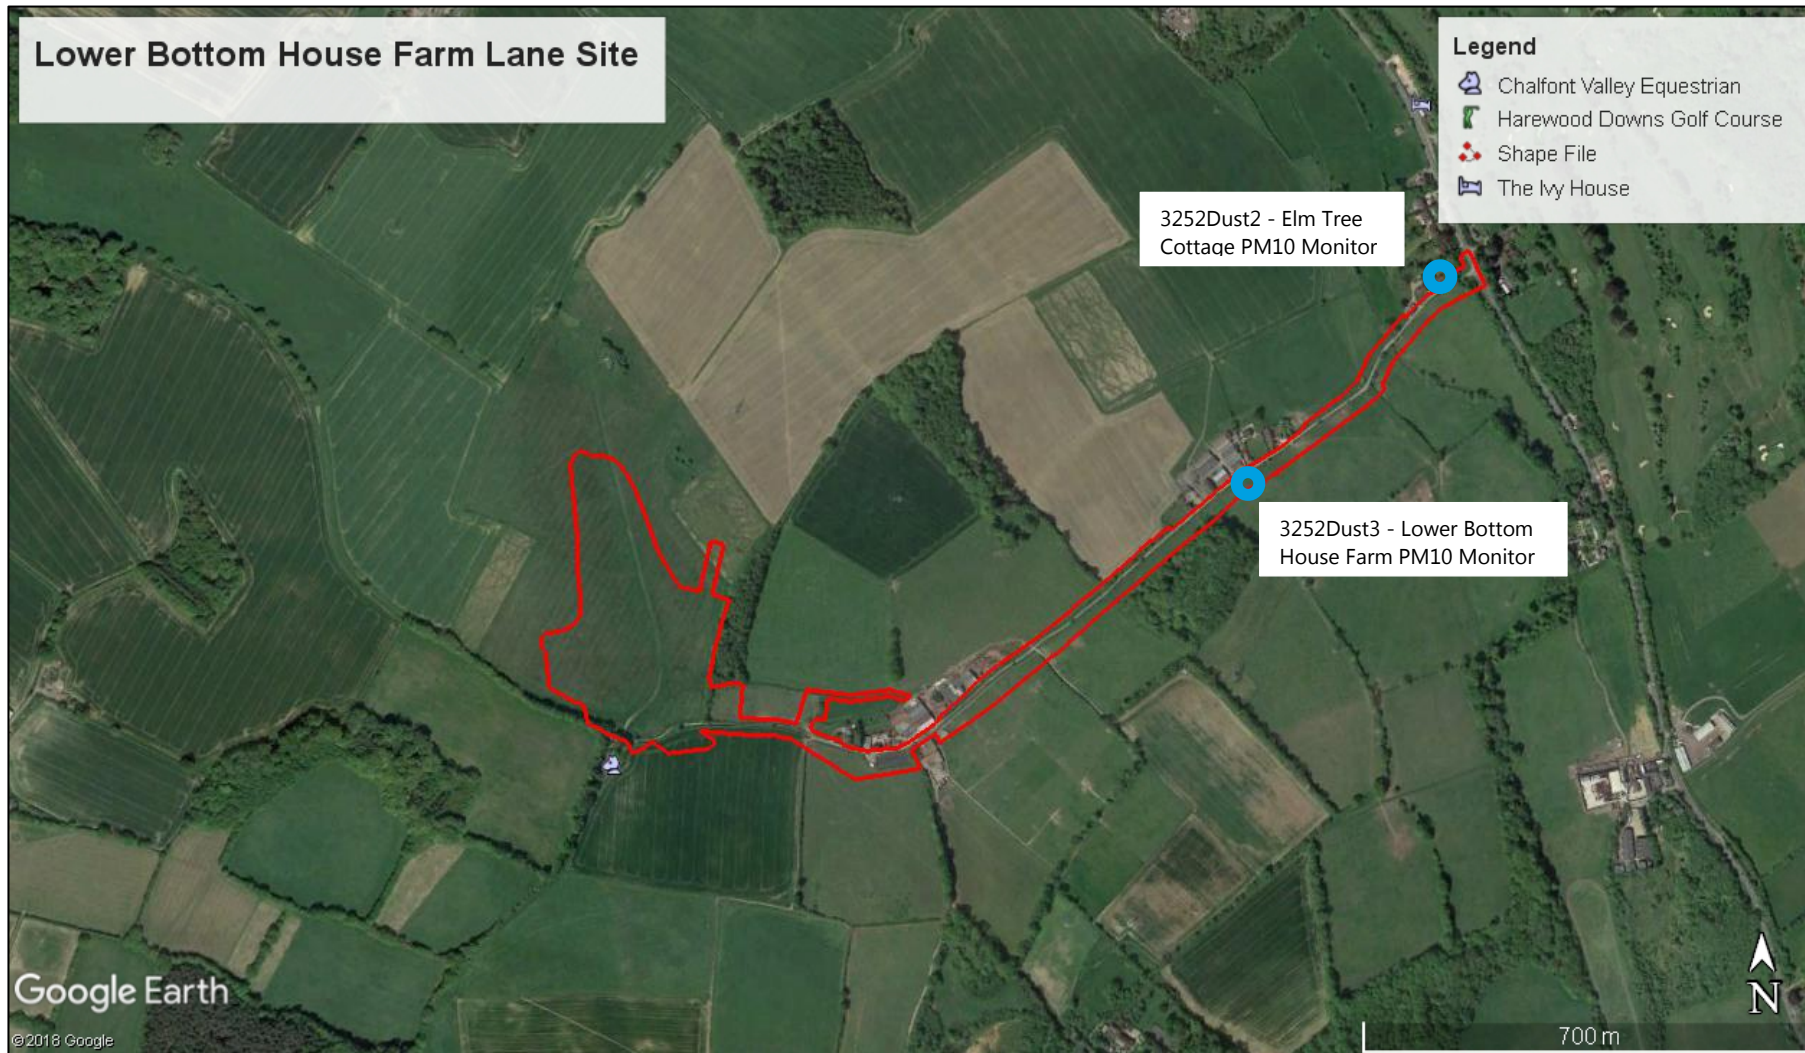 Lower Bottom House Farm Lane Site
Legend
Chalfont Valley Equestrian
Harewood Downs Golf Course
Shape File
The Ivy House
3252Dust2 - Elm Tree
Cottage PM10 Monitor
3252Dust3 - Lower Bottom
House Farm PM10 Monitor
Google Earth
©2018 Google
N
700 m